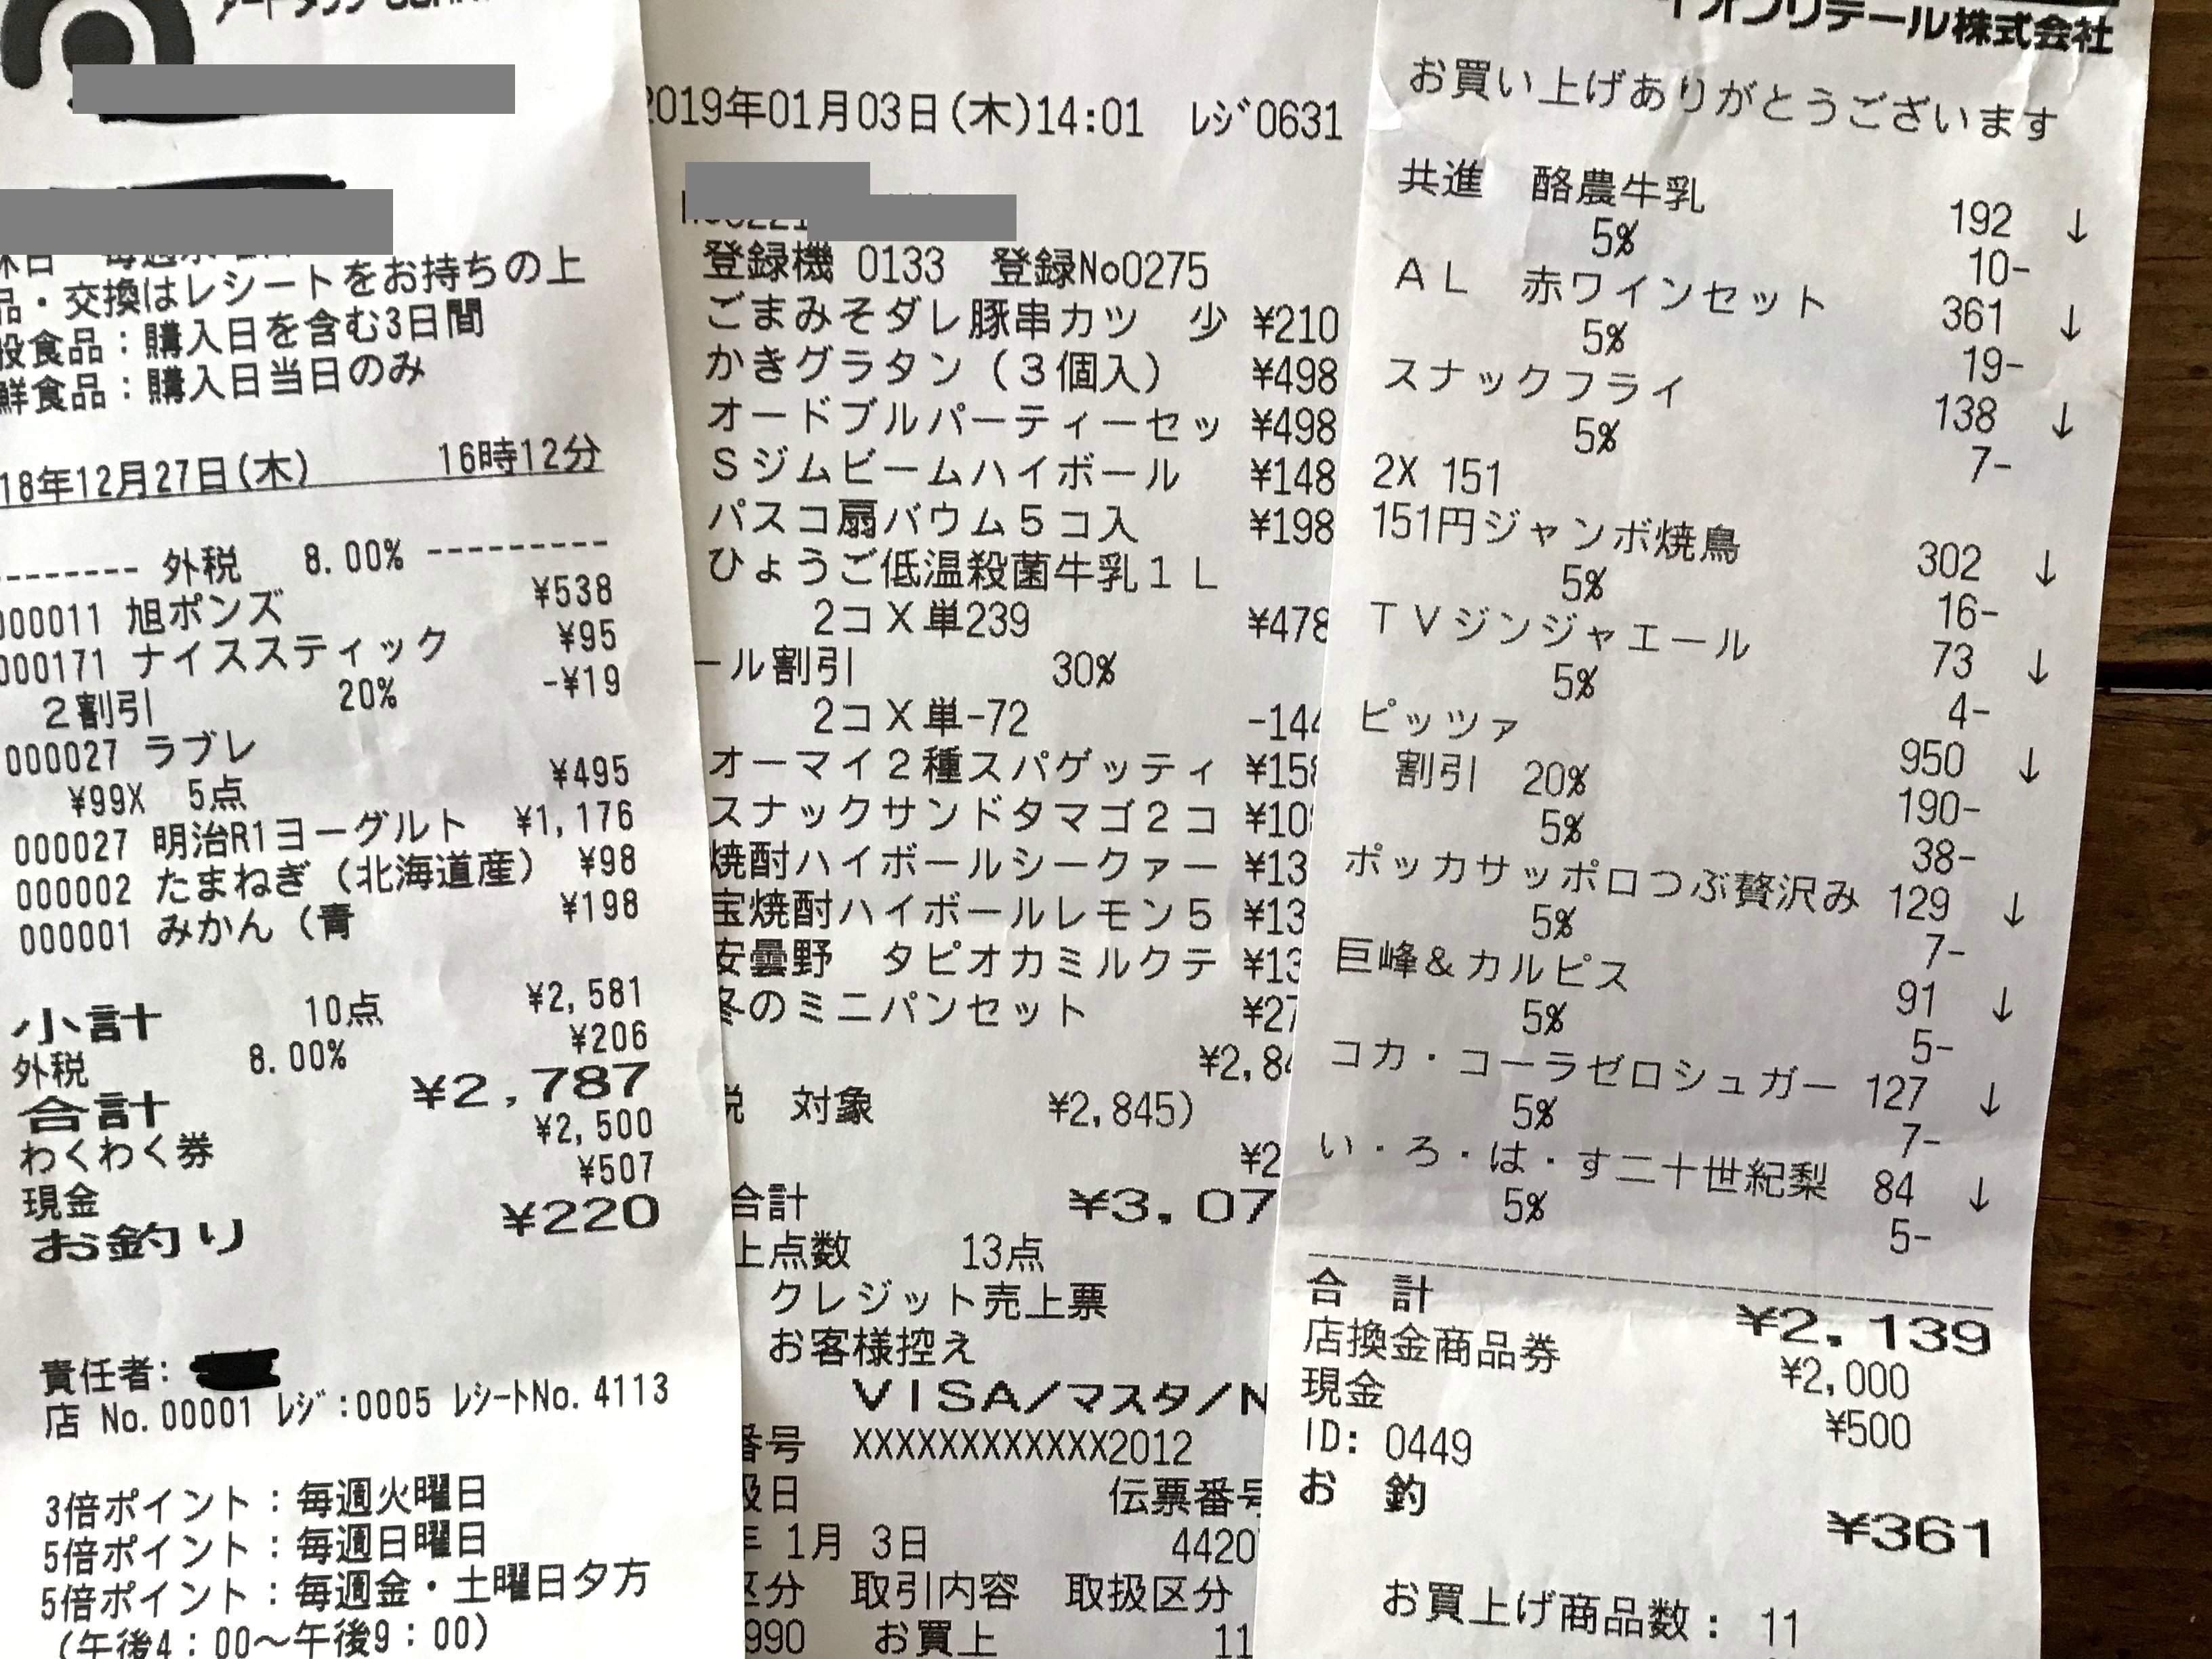 お持ちの上
品・交換はレシートをお持ちの上
食品：購入日を含む3日間
鮮食品：購入日当日のみ
18年12月27日(木) 16時12分
-------- 外税 8.00% ---------
000011 旭ポンズ ¥538
000171 ナイススティック ¥95
２割引 20% -¥19
000027 ラブレ
¥99X 5点 ¥495
000027 明治R1ヨーグルト ¥1,176
000002 たまねぎ（北海道産） ¥98
000001 みかん（青 ¥198
小計 10点 ¥2,581
外税 8.00% ¥206
合計 ¥2,787
わくわく券 ¥2,500
現金 ¥507
お釣り ¥220
責任者:
店 No.00001 ﾚｼﾞ:0005 ﾚｼｰﾄNo.4113
3倍ポイント：毎週火曜日
5倍ポイント：毎週日曜日
5倍ポイント：毎週金・土曜日夕方
（午後4：00～午後9：00）
2019年01月03日(木)14:01 ﾚｼﾞ0631
登録機 0133 登録No0275
ごまみそダレ豚串カツ 少 ¥210
かきグラタン（３個入） ¥498
オードブルパーティーセッ ¥498
Ｓジムビームハイボール ¥148
パスコ扇バウム５コ入 ¥198
ひょうご低温殺菌牛乳１Ｌ
2コX単239 ¥478
ール割引 30%
2コX単-72 -144
オーマイ２種スパゲッティ ¥158
スナックサンドタマゴ２コ ¥10
焼酎ハイボールシークァー ¥13
宝焼酎ハイボールレモン５ ¥13
安曇野 タピオカミルクテ ¥13
冬のミニパンセット ¥27
¥2,84
税 対象 ¥2,845)
¥2
合計 ¥3,07
上点数 13点
クレジット売上票
お客様控え
ＶＩＳＡ/マスタ/Ｎ
番号 XXXXXXXXXXXX2012
扱日 伝票番号
年 1月 3日 4420
区分 取引内容 取扱区分
990 お買上 11
イオンリテール株式会社
お買い上げありがとうございます
共進 酪農牛乳 192 ↓
5% 10-
ＡＬ 赤ワインセット 361 ↓
5% 19-
スナックフライ 138 ↓
5% 7-
2X 151
151円ジャンボ焼鳥 302 ↓
5% 16-
ＴＶジンジャエール 73 ↓
5% 4-
ピッツァ 950 ↓
割引 20% 190-
5% 38-
ポッカサッポロつぶ贅沢み 129 ↓
5% 7-
巨峰&カルピス 91 ↓
5% 5-
コカ・コーラゼロシュガー 127 ↓
5% 7-
い・ろ・は・す二十世紀梨 84 ↓
5% 5-
合 計 ¥2,139
店換金商品券 ¥2,000
現金 ¥500
ID: 0449
お 釣 ¥361
お買上げ商品数： 11